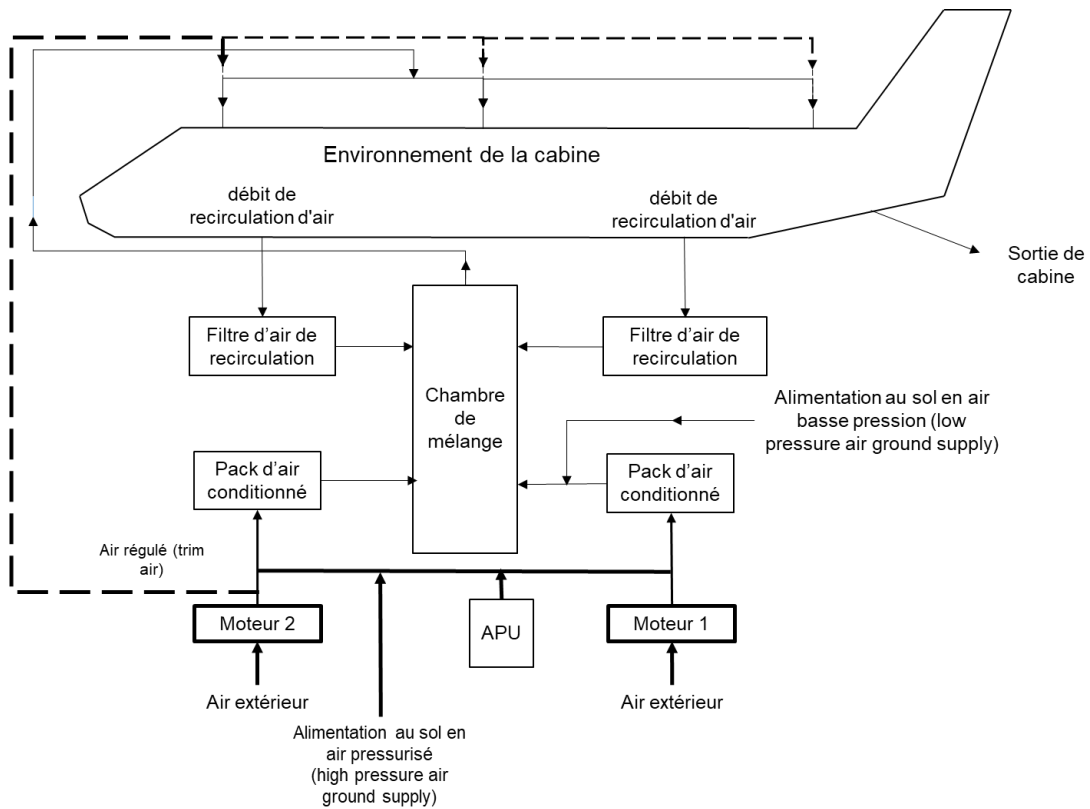 Environnement de la cabine
débit de
recirculation d'air
débit de
recirculation d'air
Sortie de
cabine
Filtre d’air de
recirculation
Filtre d’air de
recirculation
Chambre
de
mélange
Alimentation au sol en air
basse pression (low
pressure air ground supply)
Pack d’air
conditionné
Pack d’air
conditionné
Air régulé (trim
air)
Moteur 2
APU
Moteur 1
Air extérieur
Air extérieur
Alimentation au sol en
air pressurisé
(high pressure air
ground supply)